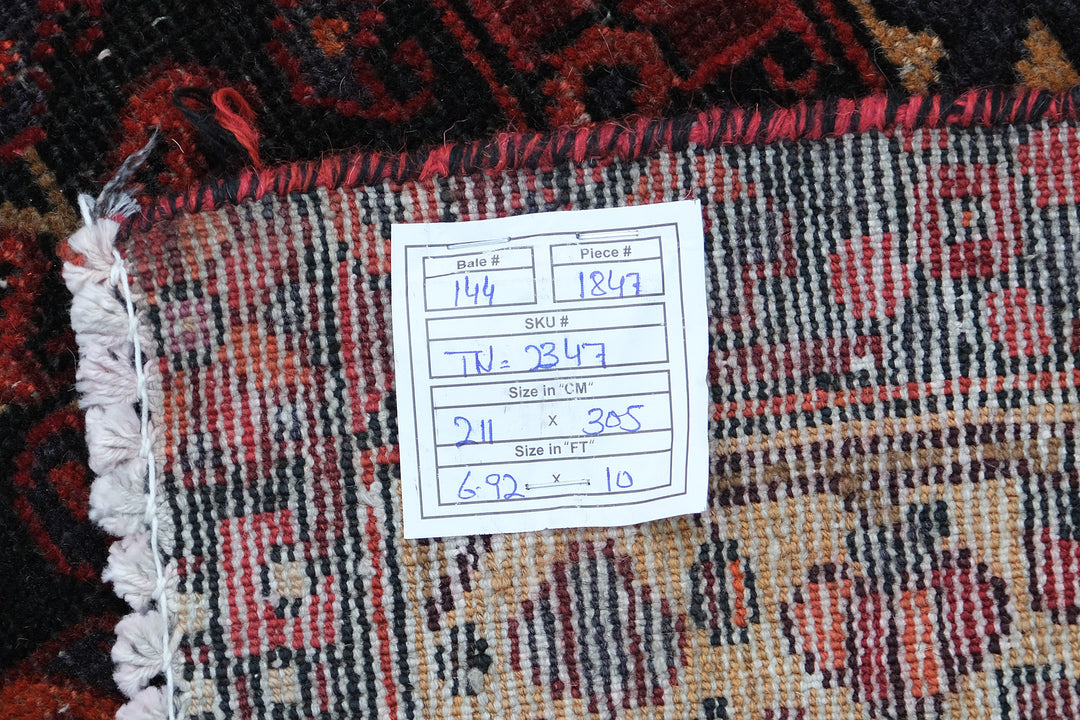 Bale # Piece #
144 1847
SKU #
TN= 2347
Size in "CM"
211 x 305
Size in "FT"
6.92 x 10